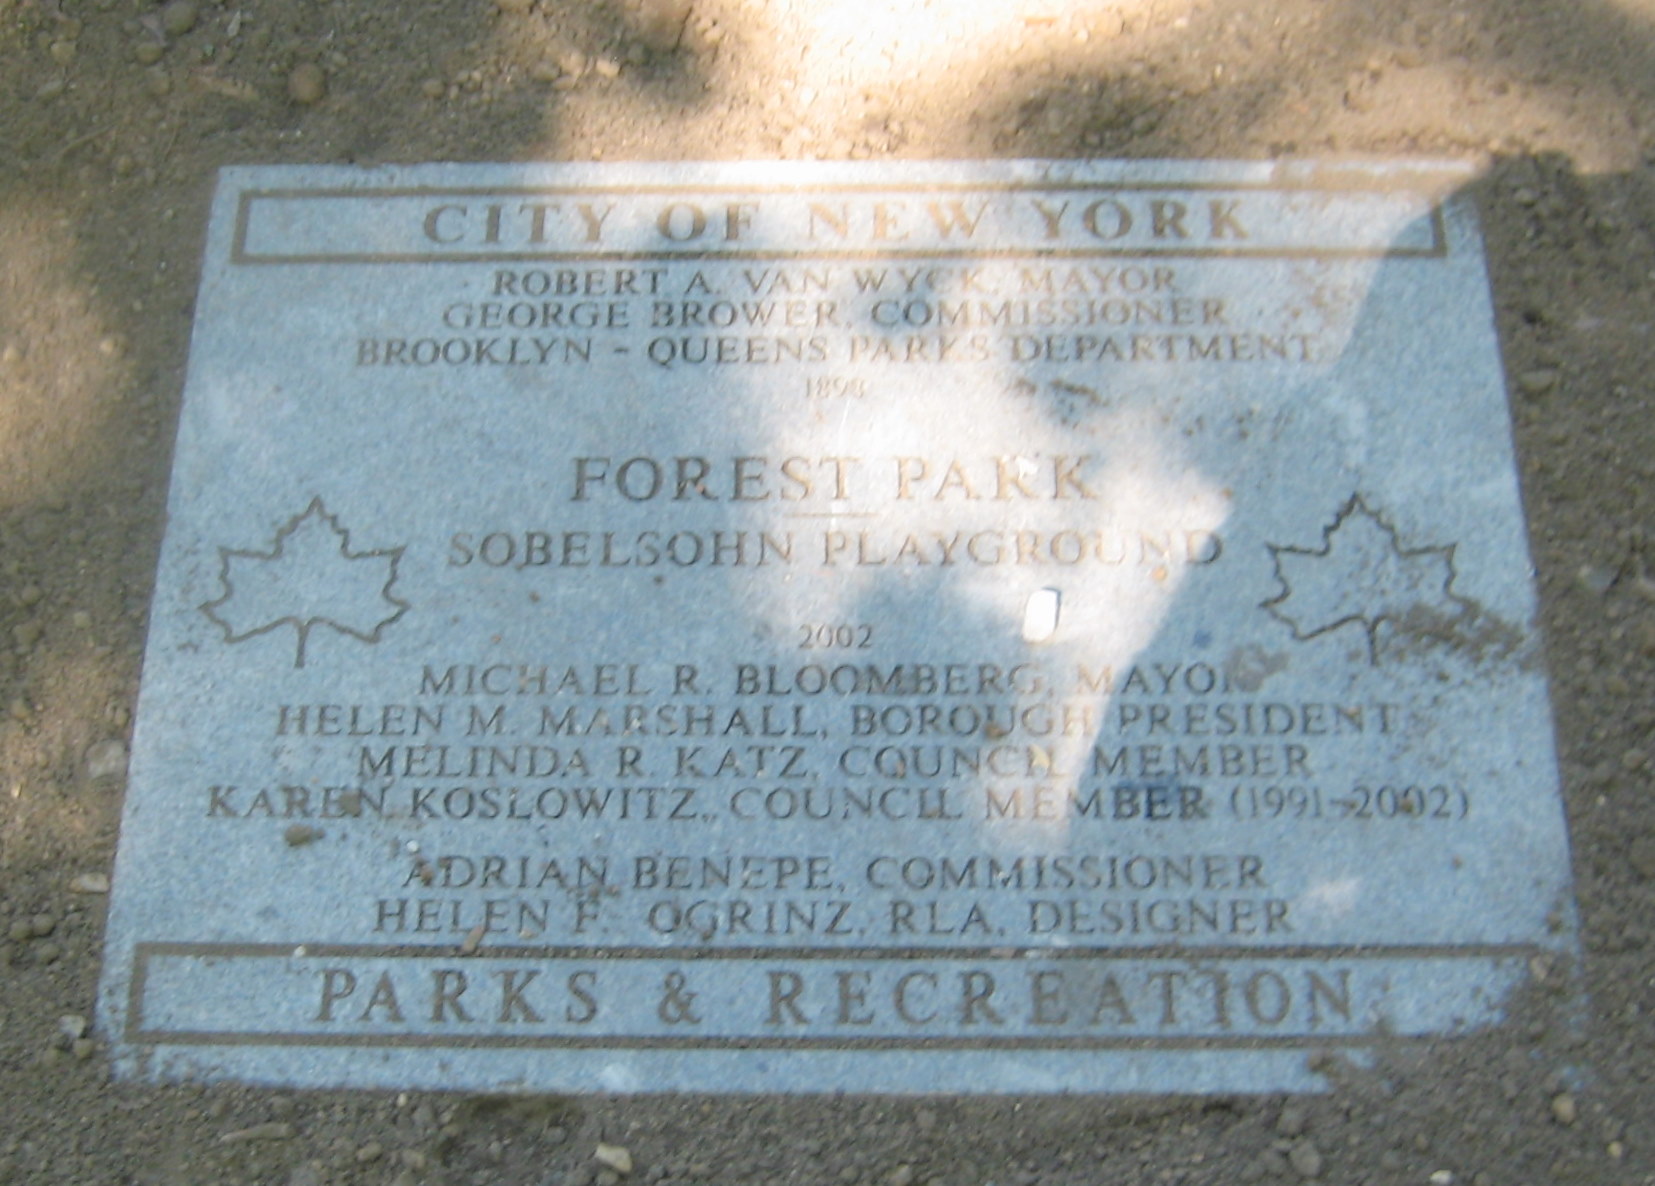 CITY OF NEW YORK
ROBERT A. VAN WYCK, MAYOR
GEORGE BROWER, COMMISSIONER
BROOKLYN - QUEENS PARKS DEPARTMENT
1898
FOREST PARK
SOBELSOHN PLAYGROUND
2002
MICHAEL R. BLOOMBERG, MAYOR
HELEN M. MARSHALL, BOROUGH PRESIDENT
MELINDA R. KATZ, COUNCIL MEMBER
KAREN KOSLOWITZ, COUNCIL MEMBER (1991-2002)
ADRIAN BENEPE, COMMISSIONER
HELEN F. OGRINZ, RLA, DESIGNER
PARKS & RECREATION